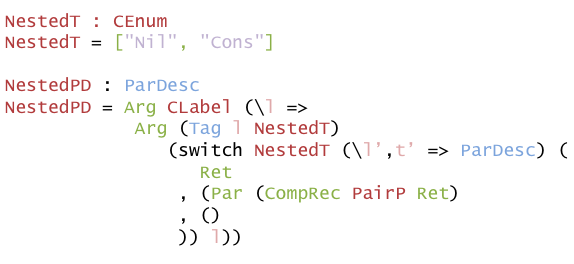 NestedT : CEnum
NestedT = ["Nil", "Cons"]
NestedPD : ParDesc
NestedPD = Arg CLabel (\l =>
Arg (Tag l NestedT)
(switch NestedT (\l',t' => ParDesc) (
Ret
, (Par (CompRec PairP Ret)
, ()
)) l))